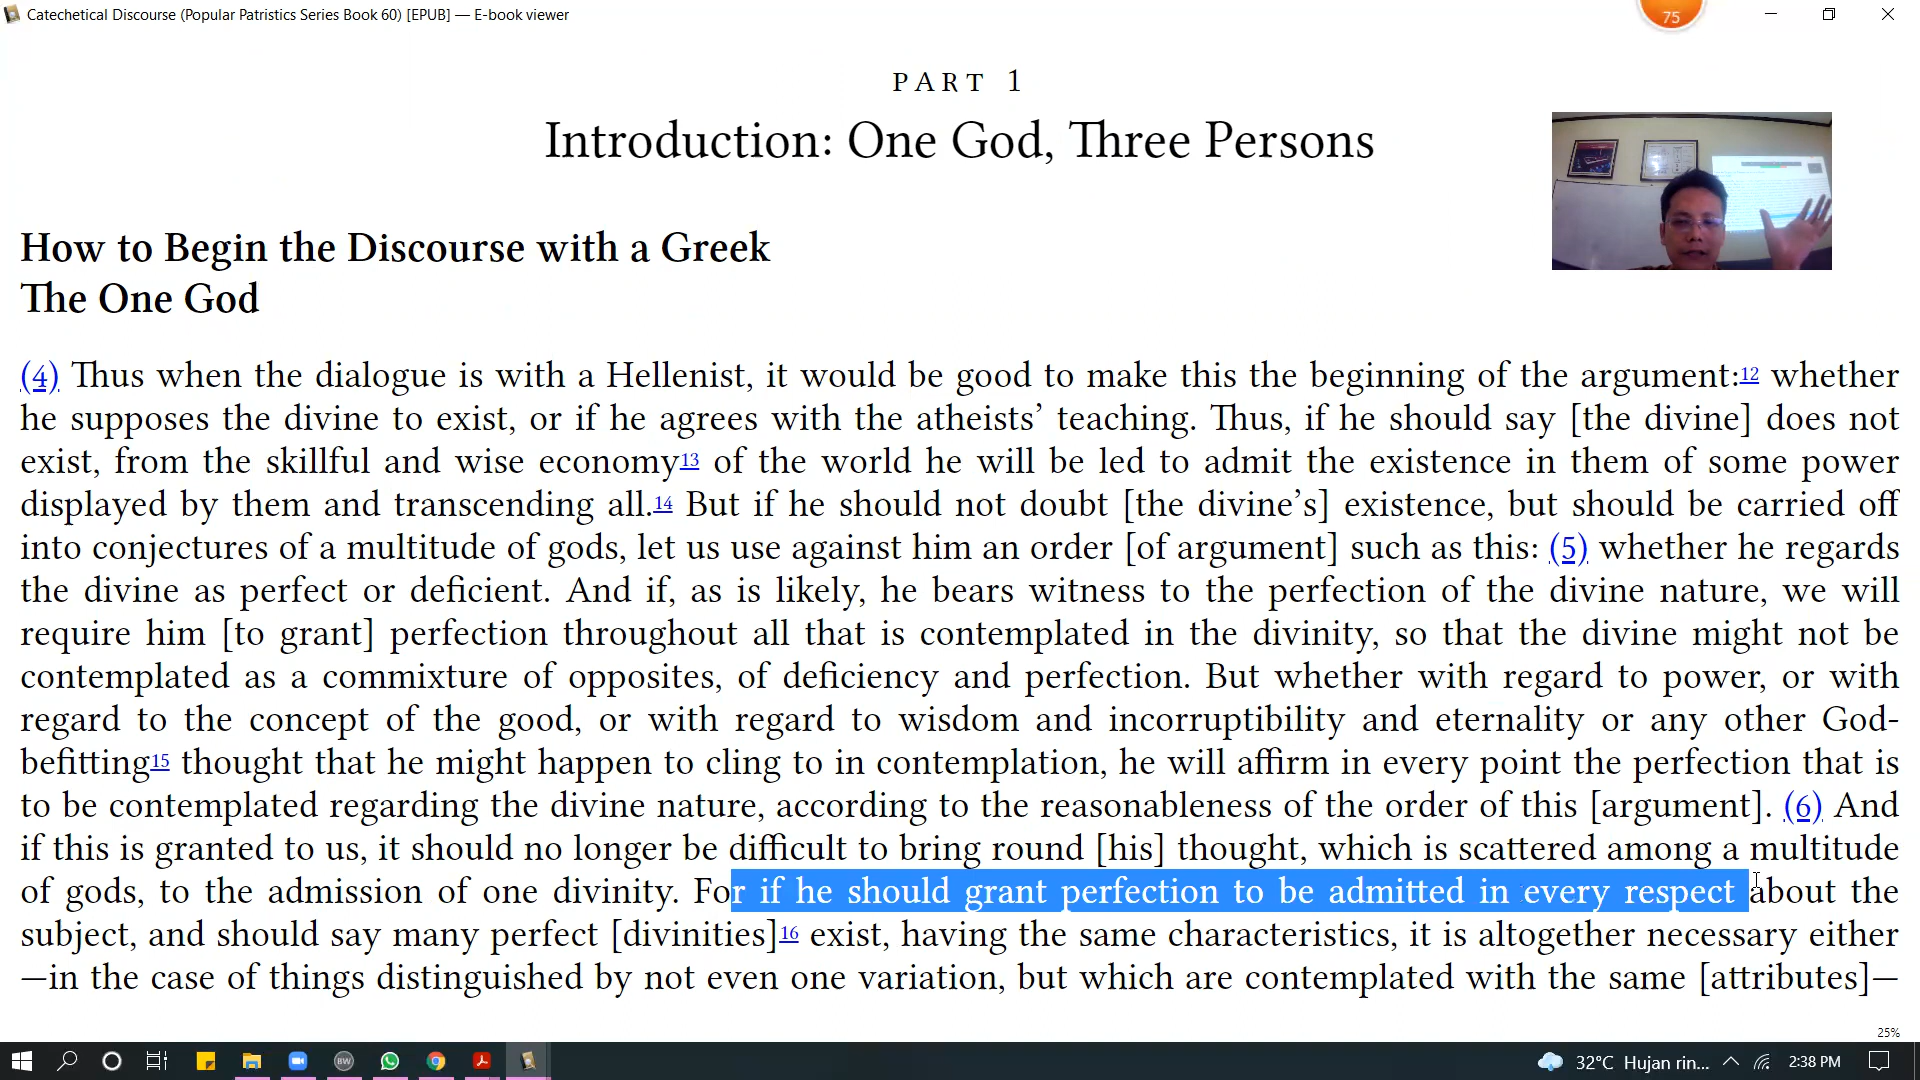 Catechetical Discourse (Popular Patristics Series Book 60) [EPUB] — E-book viewer
75
PART 1
Introduction: One God, Three Persons
How to Begin the Discourse with a Greek
The One God
(4) Thus when the dialogue is with a Hellenist, it would be good to make this the beginning of the argument:12 whether
he supposes the divine to exist, or if he agrees with the atheists’ teaching. Thus, if he should say [the divine] does not
exist, from the skillful and wise economy13 of the world he will be led to admit the existence in them of some power
displayed by them and transcending all.14 But if he should not doubt [the divine’s] existence, but should be carried off
into conjectures of a multitude of gods, let us use against him an order [of argument] such as this: (5) whether he regards
the divine as perfect or deficient. And if, as is likely, he bears witness to the perfection of the divine nature, we will
require him [to grant] perfection throughout all that is contemplated in the divinity, so that the divine might not be
contemplated as a commixture of opposites, of deficiency and perfection. But whether with regard to power, or with
regard to the concept of the good, or with regard to wisdom and incorruptibility and eternality or any other God-
befitting15 thought that he might happen to cling to in contemplation, he will affirm in every point the perfection that is
to be contemplated regarding the divine nature, according to the reasonableness of the order of this [argument]. (6) And
if this is granted to us, it should no longer be difficult to bring round [his] thought, which is scattered among a multitude
of gods, to the admission of one divinity. For if he should grant perfection to be admitted in every respect about the
subject, and should say many perfect [divinities]16 exist, having the same characteristics, it is altogether necessary either
—in the case of things distinguished by not even one variation, but which are contemplated with the same [attributes]—
25%
BW
32°C Hujan rin...
2:38 PM